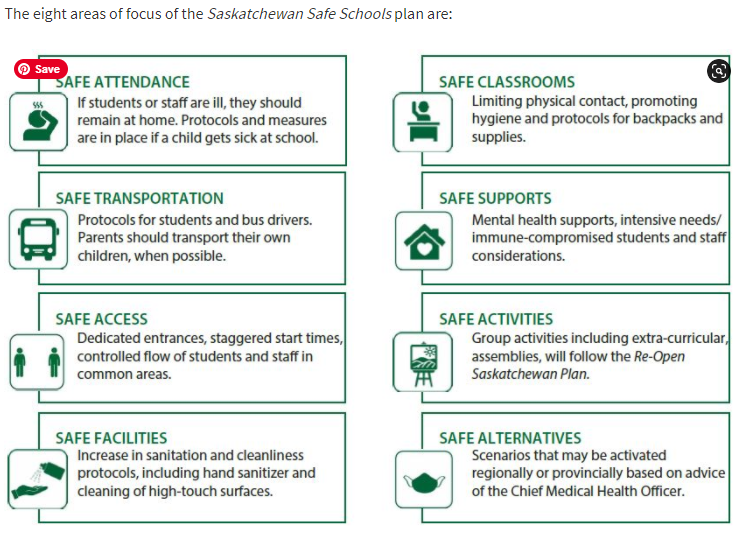 The eight areas of focus of the Saskatchewan Safe Schools plan are:
Save
SAFE ATTENDANCE
If students or staff are ill, they should
remain at home. Protocols and measures
are in place if a child gets sick at school.
SAFE CLASSROOMS
Limiting physical contact, promoting
hygiene and protocols for backpacks and
supplies.
SAFE TRANSPORTATION
Protocols for students and bus drivers.
Parents should transport their own
children, when possible.
SAFE SUPPORTS
Mental health supports, intensive needs/
immune-compromised students and staff
considerations.
SAFE ACCESS
Dedicated entrances, staggered start times,
controlled flow of students and staff in
common areas.
SAFE ACTIVITIES
Group activities including extra-curricular,
assemblies, will follow the Re-Open
Saskatchewan Plan.
SAFE FACILITIES
Increase in sanitation and cleanliness
protocols, including hand sanitizer and
cleaning of high-touch surfaces.
SAFE ALTERNATIVES
Scenarios that may be activated
regionally or provincially based on advice
of the Chief Medical Health Officer.